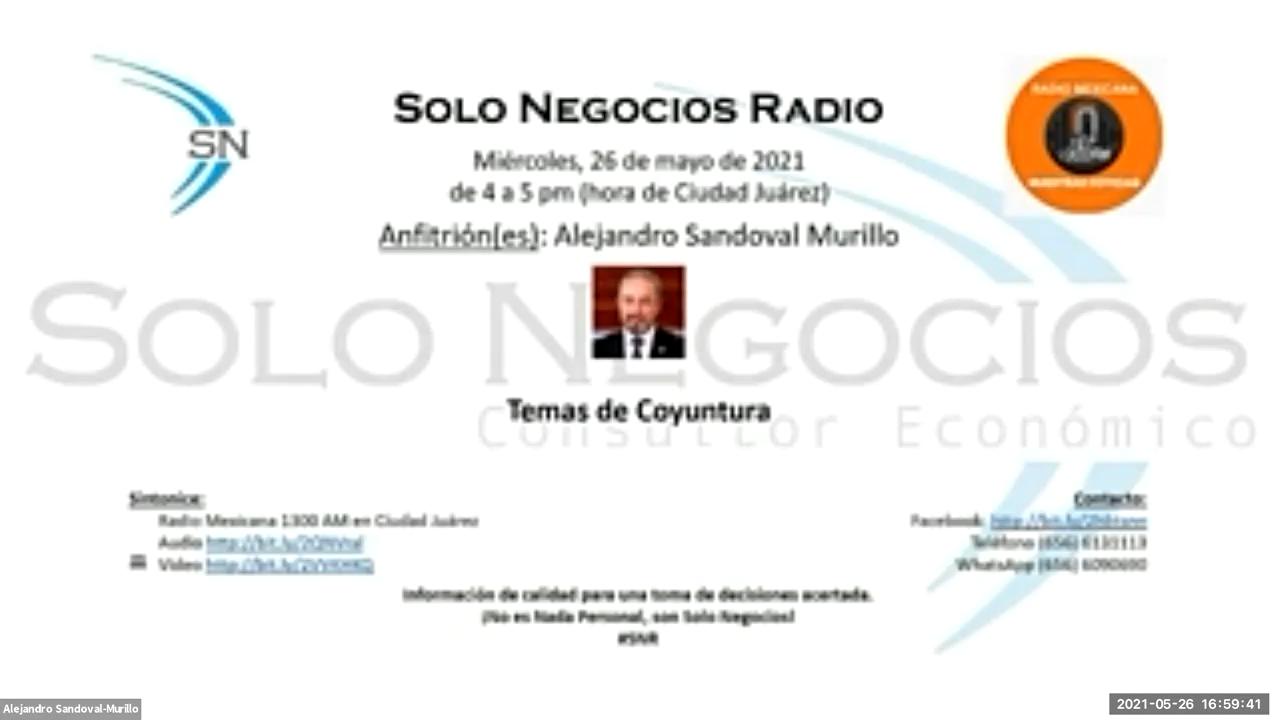 SN
SOLO NEGOCIOS RADIO
Miércoles, 26 de mayo de 2021
de 4 a 5 pm (hora de Ciudad Juárez)
Anfitrión(es): Alejandro Sandoval Murillo
RADIO MEXICANA
SOLO NEGOCIOS
Temas de Coyuntura
Consultor Económico
Sintonice:
Radio Mexicana 1300 AM en Ciudad Juárez
Audio
Video
Contacto:
Facebook:
Teléfono (656) 6131113
WhatsApp (656)
Información de calidad para una toma de decisiones acertada.
¡No es Nada Personal, son Solo Negocios!
#SNR
Alejandro Sandoval-Murillo
2021-05-26 16:59:41